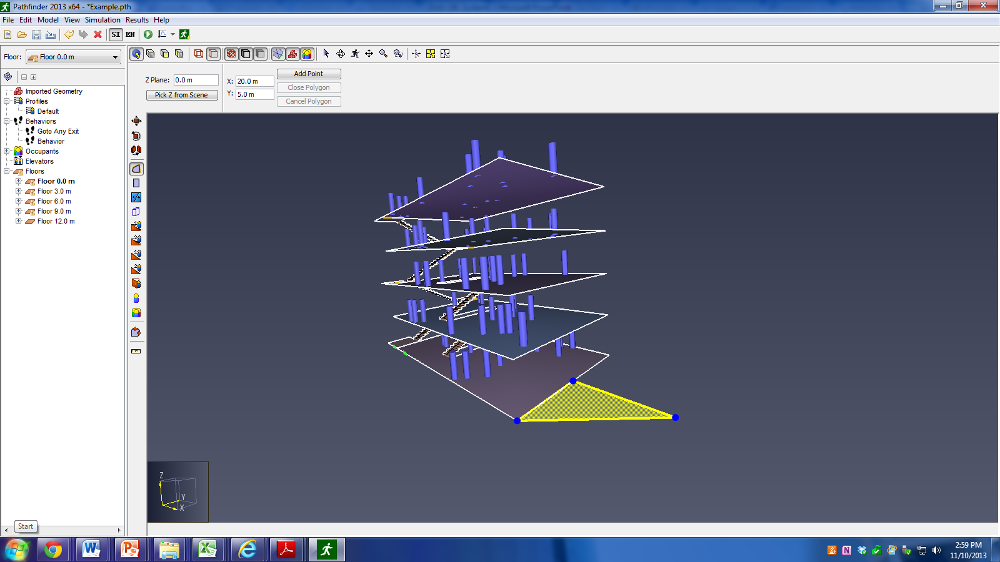 Pathfinder 2013 x64 - *Example.pth
File Edit Model View Simulation Results Help
SI EN
Floor: Floor 0.0 m
Z Plane: 0.0 m
Pick Z from Scene
X: 20.0 m
Y: 5.0 m
Add Point
Close Polygon
Cancel Polygon
Imported Geometry
Profiles
Default
Behaviors
Goto Any Exit
Behavior
Occupants
Elevators
Floors
Floor 0.0 m
Floor 3.0 m
Floor 6.0 m
Floor 9.0 m
Floor 12.0 m
Z
Y
X
Start
2:59 PM
11/10/2013